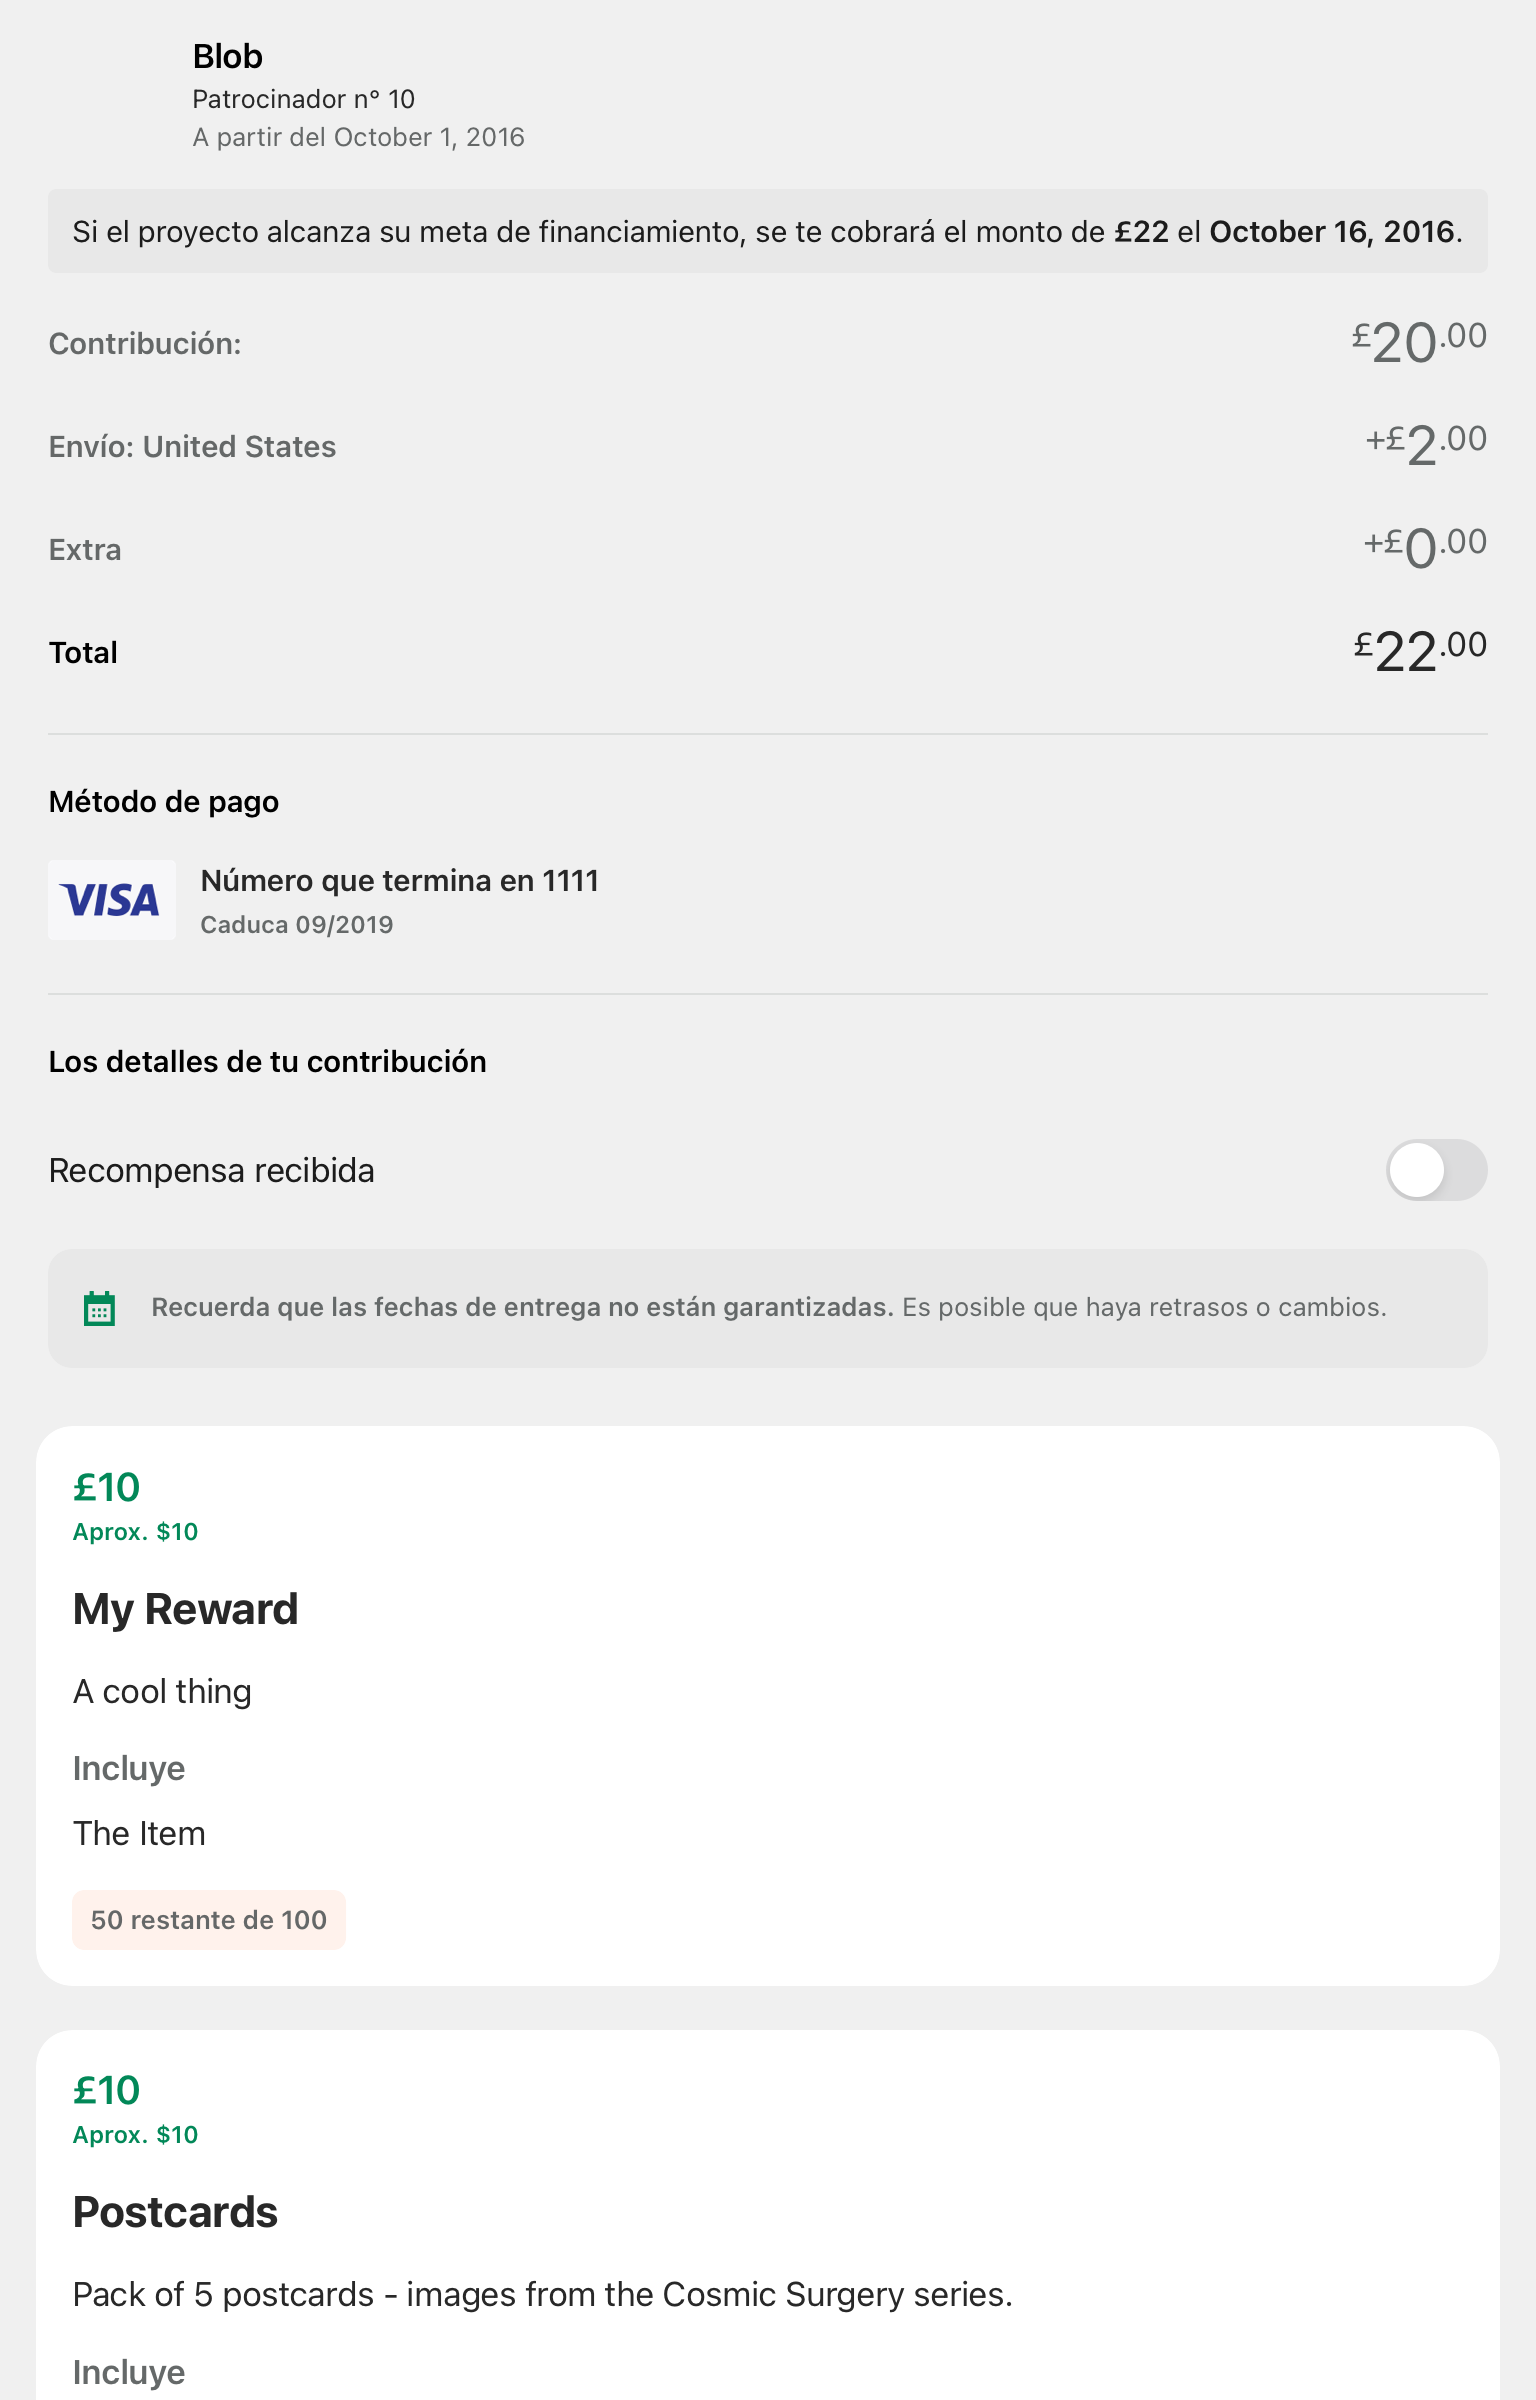 Blob
Patrocinador nº 10
A partir del October 1, 2016
Si el proyecto alcanza su meta de financiamiento, se te cobrará el monto de £22 el October 16, 2016.
Contribución: £20.00
Envío: United States +£2.00
Extra +£0.00
Total £22.00
Método de pago
VISA
Número que termina en 1111
Caduca 09/2019
Los detalles de tu contribución
Recompensa recibida
Recuerda que las fechas de entrega no están garantizadas. Es posible que haya retrasos o cambios.
£10
Aprox. $10
My Reward
A cool thing
Incluye
The Item
50 restante de 100
£10
Aprox. $10
Postcards
Pack of 5 postcards - images from the Cosmic Surgery series.
Incluye